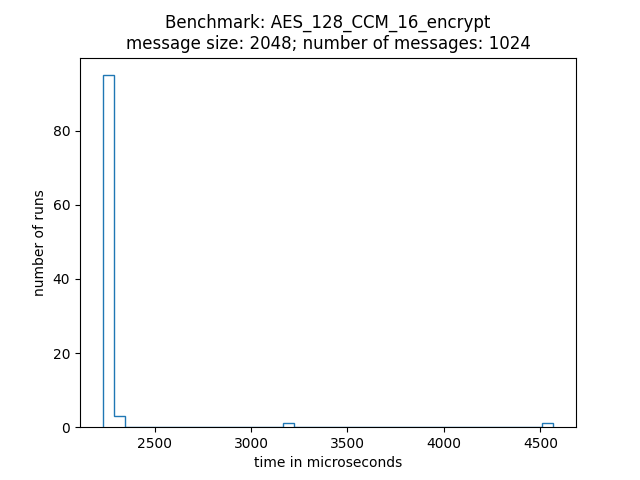 Benchmark: AES_128_CCM_16_encrypt
message size: 2048; number of messages: 1024
number of runs
80
60
40
20
0
2500 3000 3500 4000 4500
time in microseconds